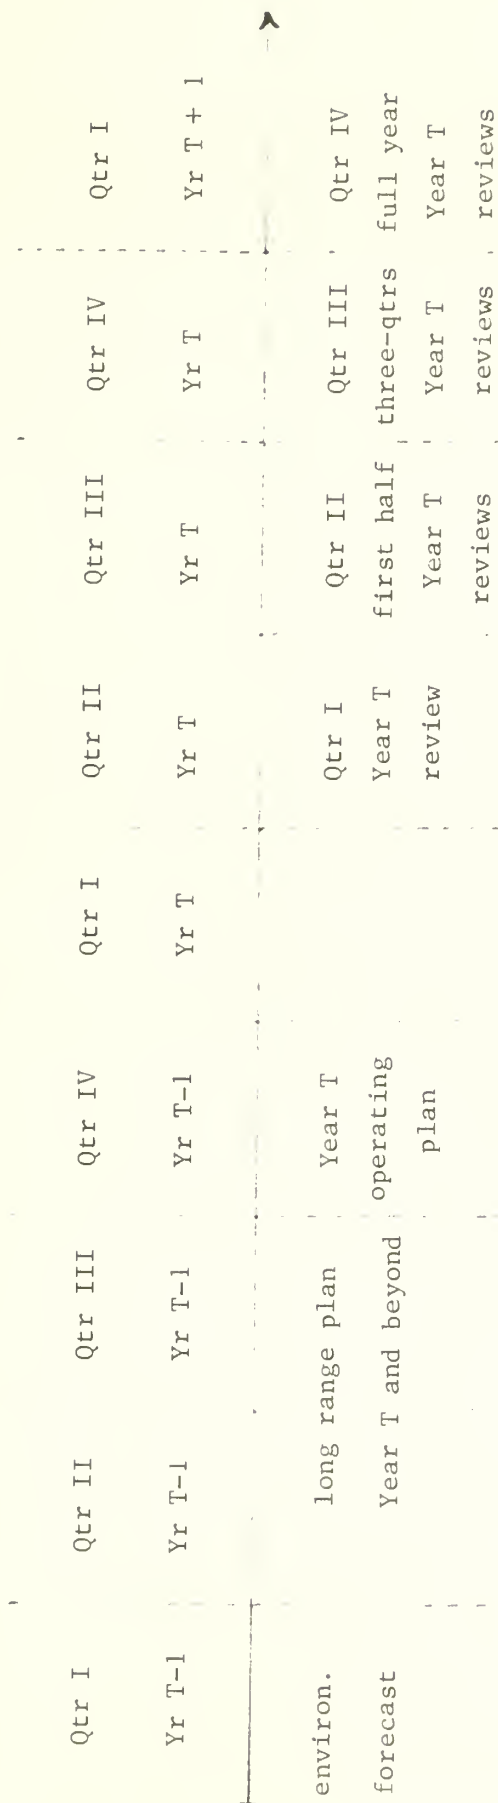 Qtr I Qtr II Qtr III Qtr IV Qtr I Qtr II Qtr III Qtr IV Qtr I
Yr T-1 Yr T-1 Yr T-1 Yr T-1 Yr T Yr T Yr T Yr T Yr T + 1
environ. long range plan Year T Qtr I Qtr II Qtr III Qtr IV
forecast Year T and beyond operating Year T first half three-qtrs full year
plan review Year T Year T Year T
reviews reviews reviews